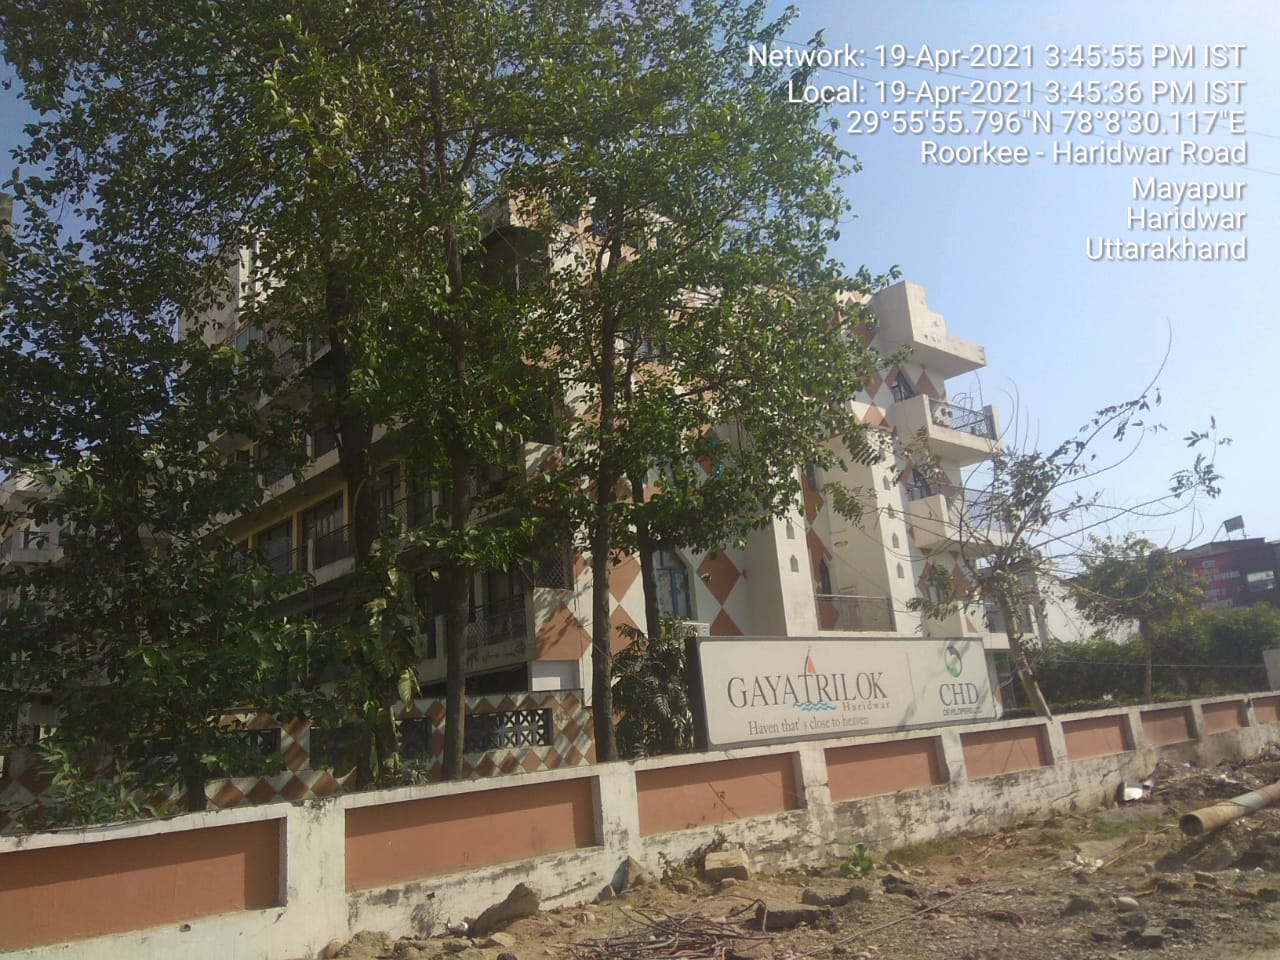 Network: 19-Apr-2021 3:45:55 PM IST
Local: 19-Apr-2021 3:45:36 PM IST
29°55'55.796"N 78°8'30.117"E
Roorkee - Haridwar Road
Mayapur
Haridwar
Uttarakhand
GAYATRILOK
Haridwar
Haven that's close to heaven
CHD
DEVELOPERS LTD